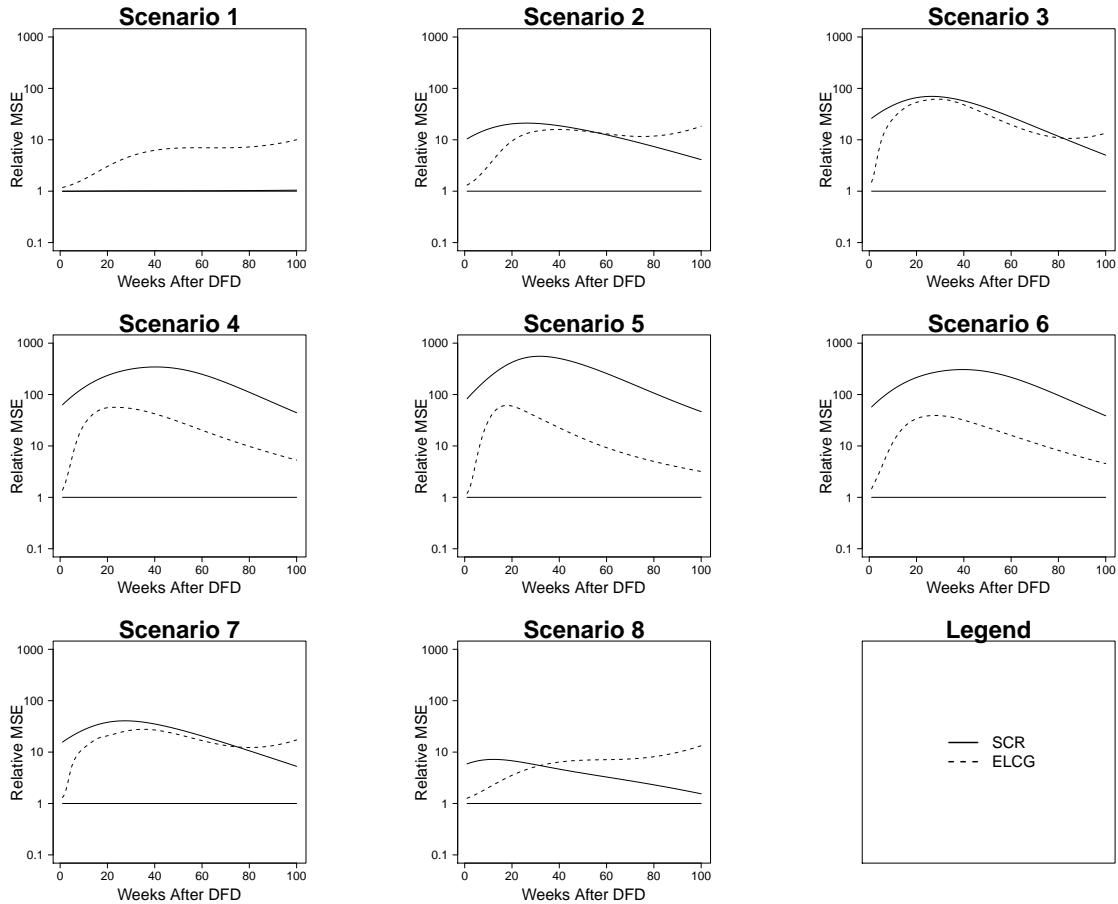 Scenario 1
Relative MSE
1000
100
10
1
0.1
0 20 40 60 80 100
Weeks After DFD
Scenario 2
Relative MSE
1000
100
10
1
0.1
0 20 40 60 80 100
Weeks After DFD
Scenario 3
Relative MSE
1000
100
10
1
0.1
0 20 40 60 80 100
Weeks After DFD
Scenario 4
Relative MSE
1000
100
10
1
0.1
0 20 40 60 80 100
Weeks After DFD
Scenario 5
Relative MSE
1000
100
10
1
0.1
0 20 40 60 80 100
Weeks After DFD
Scenario 6
Relative MSE
1000
100
10
1
0.1
0 20 40 60 80 100
Weeks After DFD
Scenario 7
Relative MSE
1000
100
10
1
0.1
0 20 40 60 80 100
Weeks After DFD
Scenario 8
Relative MSE
1000
100
10
1
0.1
0 20 40 60 80 100
Weeks After DFD
Legend
SCR
ELCG